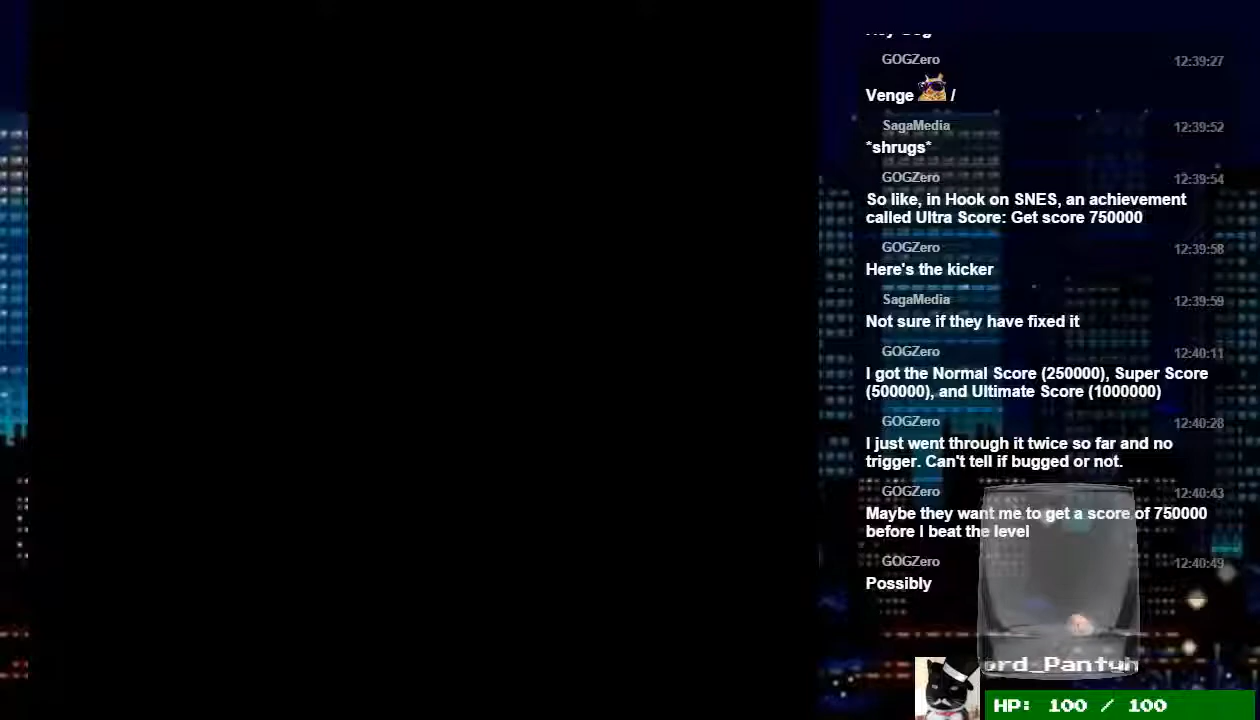 GOGZero 12:39:27
Venge /
SagaMedia 12:39:52
*shrugs*
GOGZero 12:39:54
So like, in Hook on SNES, an achievement
called Ultra Score: Get score 750000
GOGZero 12:39:58
Here's the kicker
SagaMedia 12:39:59
Not sure if they have fixed it
GOGZero 12:40:11
I got the Normal Score (250000), Super Score
(500000), and Ultimate Score (1000000)
GOGZero 12:40:28
I just went through it twice so far and no
trigger. Can't tell if bugged or not.
GOGZero 12:40:43
Maybe they want me to get a score of 750000
before I beat the level
GOGZero 12:40:49
Possibly
HP: 100 / 100